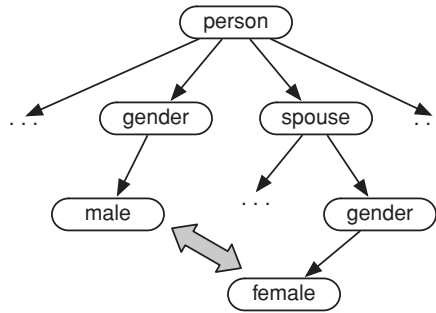 person
. . .
gender
spouse
. .
male
. . .
gender
female